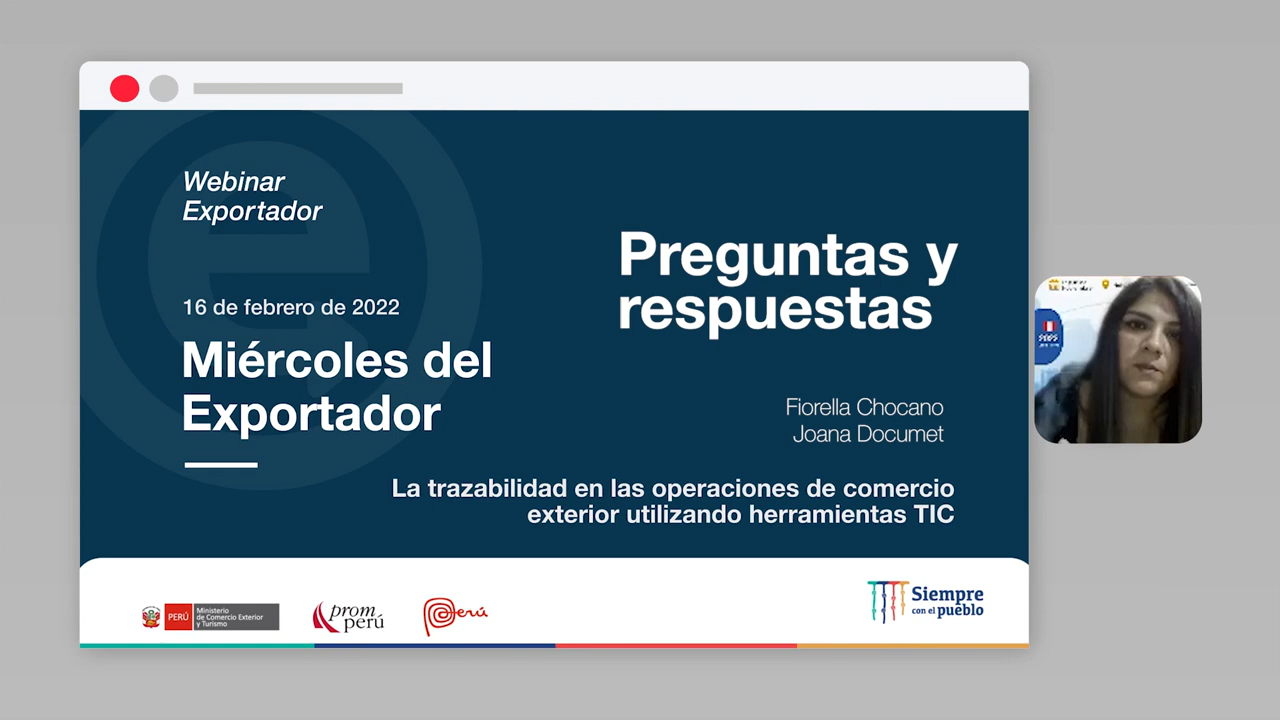 Webinar
Exportador
16 de febrero de 2022
Miércoles del
Exportador
Preguntas y
respuestas
Fiorella Chocano
Joana Documet
La trazabilidad en las operaciones de comercio
exterior utilizando herramientas TIC
PERÚ
Ministerio
de Comercio Exterior
y Turismo
prom
perú
Perú
Siempre
con el pueblo